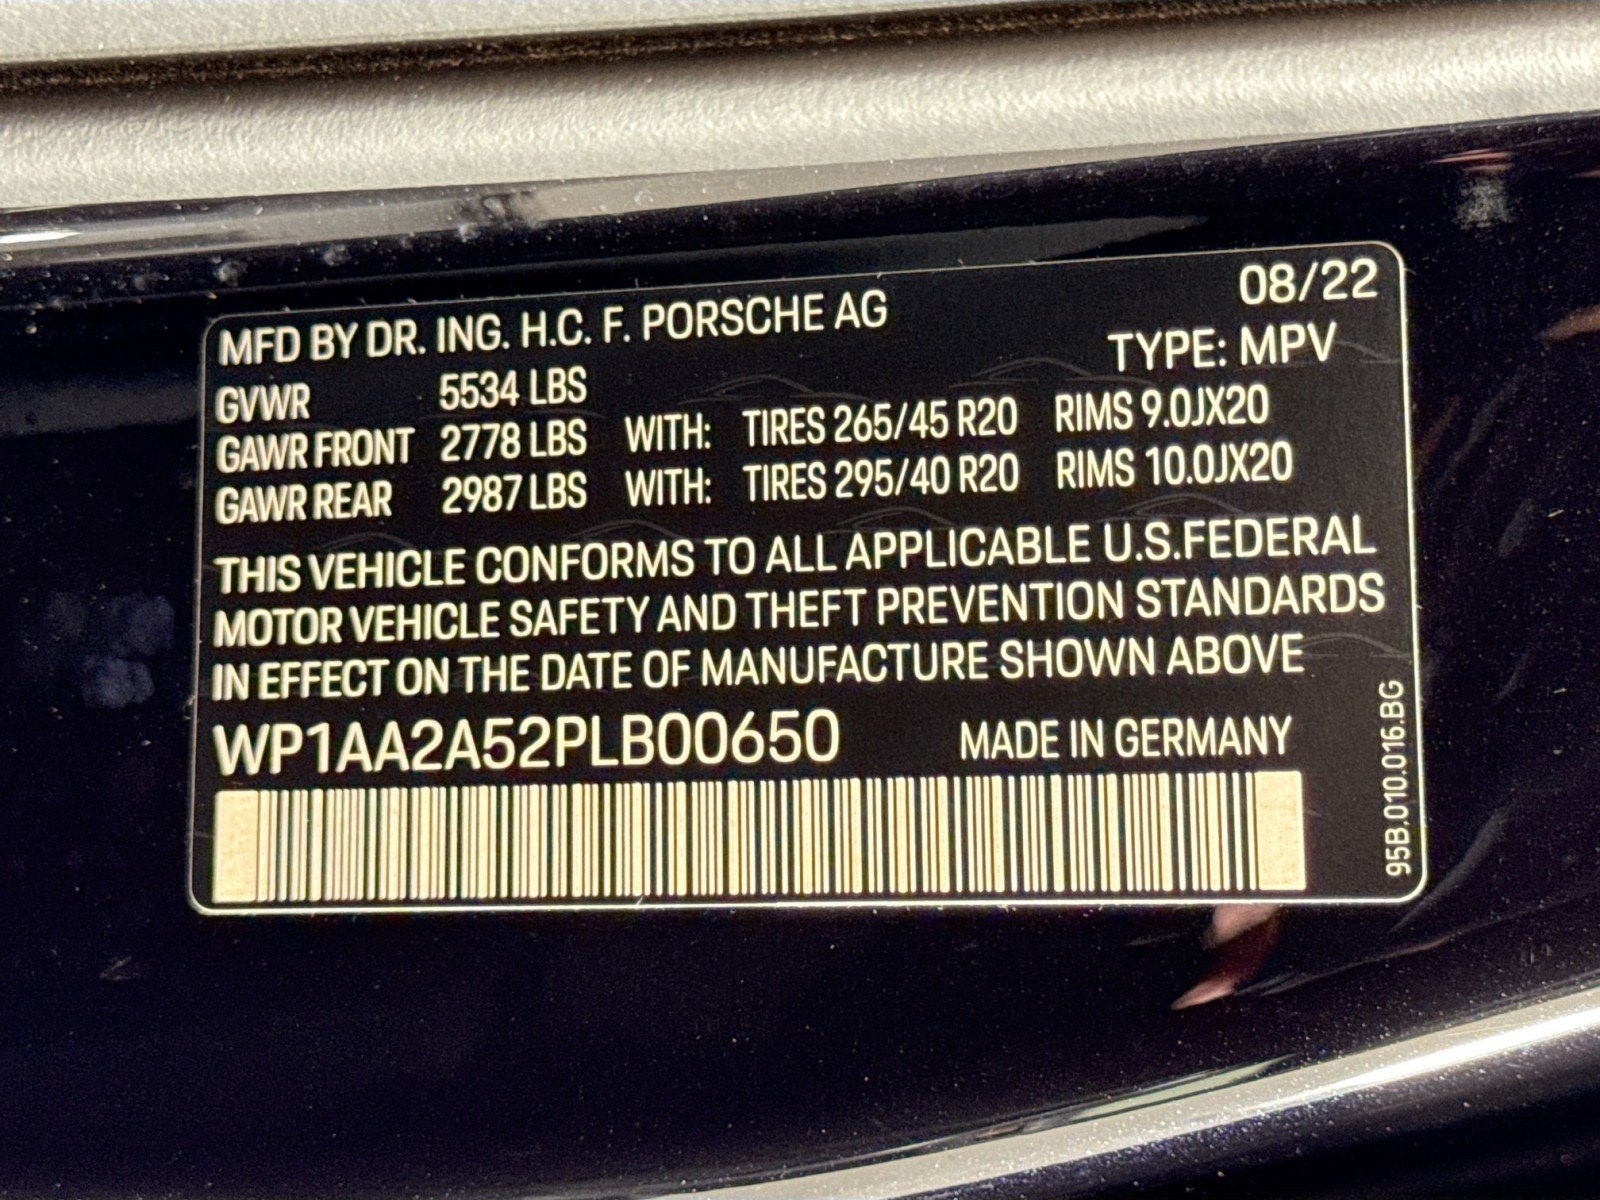 08/22
MFD BY DR. ING. H.C. F. PORSCHE AG
TYPE: MPV
GVWR 5534 LBS
GAWR FRONT 2778 LBS WITH: TIRES 265/45 R20 RIMS 9.0JX20
GAWR REAR 2987 LBS WITH: TIRES 295/40 R20 RIMS 10.0JX20
THIS VEHICLE CONFORMS TO ALL APPLICABLE U.S.FEDERAL
MOTOR VEHICLE SAFETY AND THEFT PREVENTION STANDARDS
IN EFFECT ON THE DATE OF MANUFACTURE SHOWN ABOVE
WP1AA2A52PLB00650 MADE IN GERMANY
95B.010.016.BG